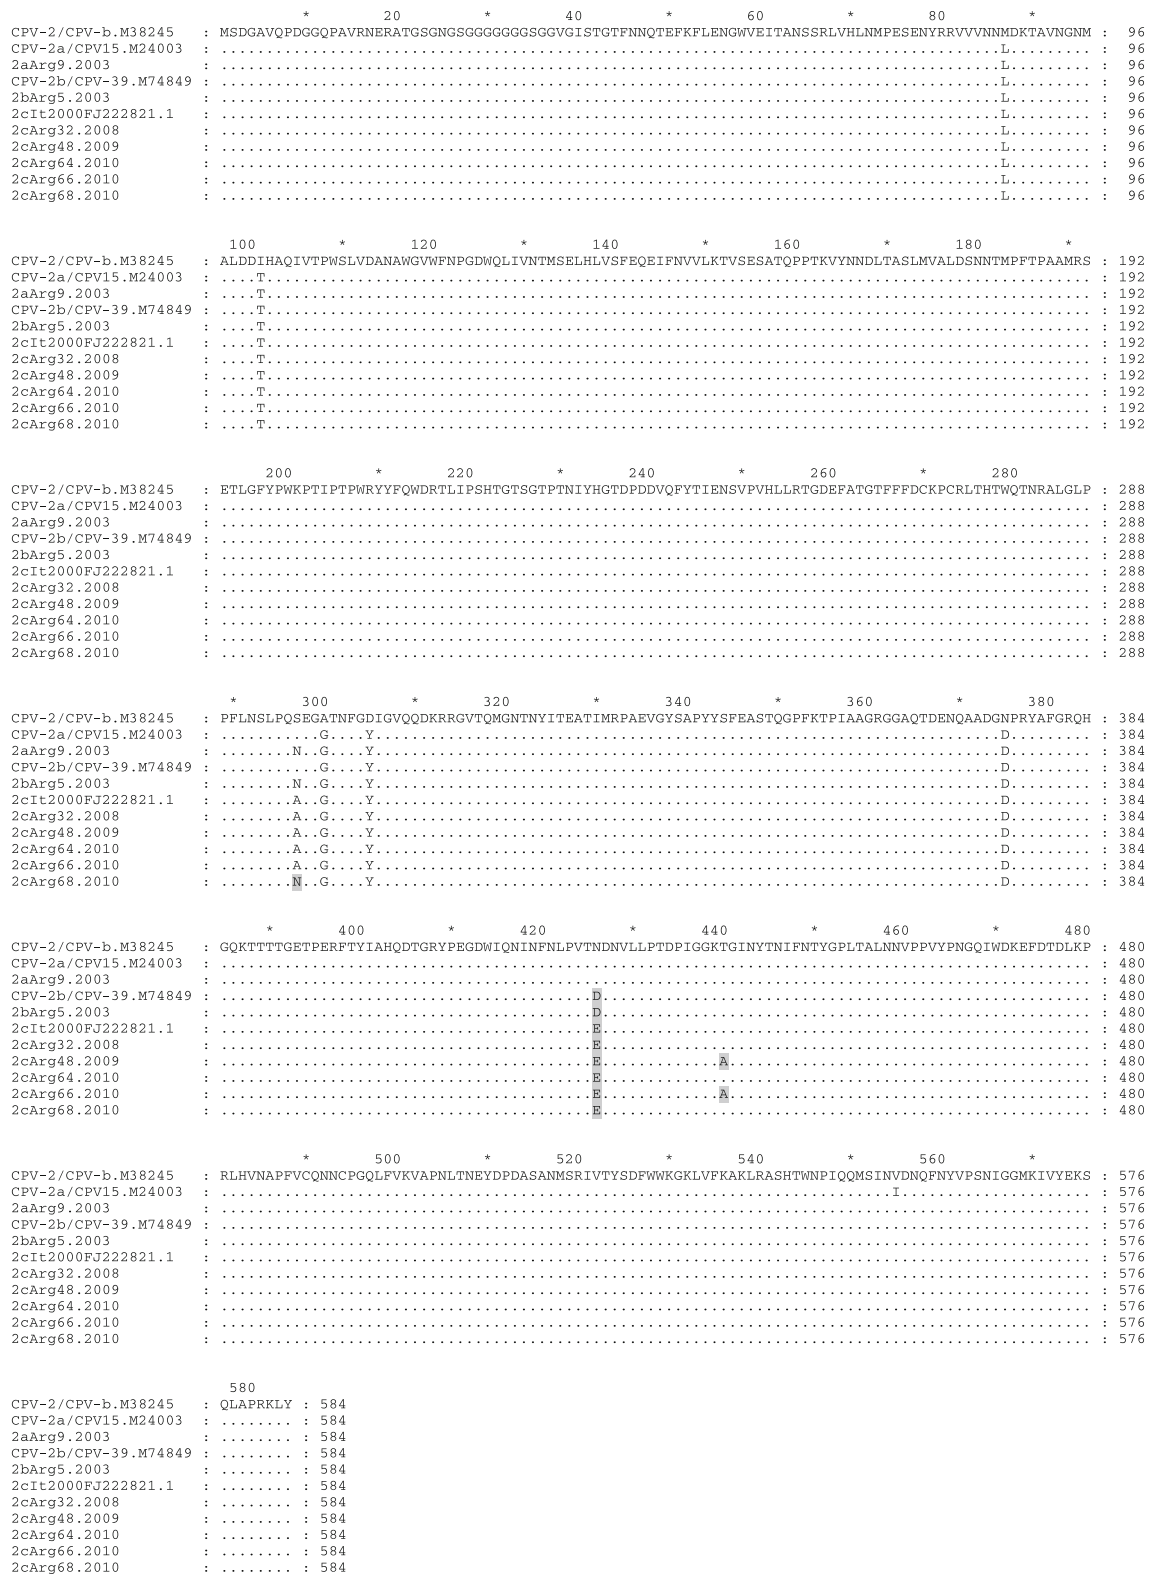 * 20 * 40 * 60 * 80 *
CPV-2/CPV-b.M38245 : MSDGAVQPDGGQPAVRNERATGSGNGSGGGGGGGSGGVGISTGTFNNQTEFKFLENGWVEITANSSRLVHLNMPESENYRRVVVNNMDKTAVNGNM : 96
CPV-2a/CPV15.M24003 : ......................................................................................L......... : 96
2aArg9.2003 : ......................................................................................L......... : 96
CPV-2b/CPV-39.M74849 : ......................................................................................L......... : 96
2bArg5.2003 : ......................................................................................L......... : 96
2cIt2000FJ222821.1 : ......................................................................................L......... : 96
2cArg32.2008 : ......................................................................................L......... : 96
2cArg48.2009 : ......................................................................................L......... : 96
2cArg64.2010 : ......................................................................................L......... : 96
2cArg66.2010 : ......................................................................................L......... : 96
2cArg68.2010 : ......................................................................................L......... : 96
100 * 120 * 140 * 160 * 180 *
CPV-2/CPV-b.M38245 : ALDDIHAQIVTPWSLVDANAWGVWFNPGDWQLIVNTMSELHLVSFEQEIFNVVLKTVSESATQPPTKVYNNDLTASLMVALDSNNTMPFTPAAMRS : 192
CPV-2a/CPV15.M24003 : ....T........................................................................................... : 192
2aArg9.2003 : ....T........................................................................................... : 192
CPV-2b/CPV-39.M74849 : ....T........................................................................................... : 192
2bArg5.2003 : ....T........................................................................................... : 192
2cIt2000FJ222821.1 : ....T........................................................................................... : 192
2cArg32.2008 : ....T........................................................................................... : 192
2cArg48.2009 : ....T........................................................................................... : 192
2cArg64.2010 : ....T........................................................................................... : 192
2cArg66.2010 : ....T........................................................................................... : 192
2cArg68.2010 : ....T........................................................................................... : 192
200 * 220 * 240 * 260 * 280
CPV-2/CPV-b.M38245 : ETLGFYPWKPTIPTPWRYYFQWDRTLIPSHTGTSGTPTNIYHGTDPDDVQFYTIENSVPVHLLRTGDEFATGTFFFDCKPCRLTHTWQTNRALGLP : 288
CPV-2a/CPV15.M24003 : ................................................................................................ : 288
2aArg9.2003 : ................................................................................................ : 288
CPV-2b/CPV-39.M74849 : ................................................................................................ : 288
2bArg5.2003 : ................................................................................................ : 288
2cIt2000FJ222821.1 : ................................................................................................ : 288
2cArg32.2008 : ................................................................................................ : 288
2cArg48.2009 : ................................................................................................ : 288
2cArg64.2010 : ................................................................................................ : 288
2cArg66.2010 : ................................................................................................ : 288
2cArg68.2010 : ................................................................................................ : 288
* 300 * 320 * 340 * 360 * 380
CPV-2/CPV-b.M38245 : PFLNSLPQSEGATNFGDIGVQQDKRRGVTQMGNTNYITEATIMRPAEVGYSAPYYSFEASTQGPFKTPIAAGRGGAQTDENQAADGNPRYAFGRQH : 384
CPV-2a/CPV15.M24003 : ...........G....Y.....................................................................D......... : 384
2aArg9.2003 : ........N..G....Y.....................................................................D......... : 384
CPV-2b/CPV-39.M74849 : ...........G....Y.....................................................................D......... : 384
2bArg5.2003 : ........N..G....Y.....................................................................D......... : 384
2cIt2000FJ222821.1 : ........A..G....Y.....................................................................D......... : 384
2cArg32.2008 : ........A..G....Y.....................................................................D......... : 384
2cArg48.2009 : ........A..G....Y.....................................................................D......... : 384
2cArg64.2010 : ........A..G....Y.....................................................................D......... : 384
2cArg66.2010 : ........A..G....Y.....................................................................D......... : 384
2cArg68.2010 : ........N..G....Y.....................................................................D......... : 384
* 400 * 420 * 440 * 460 * 480
CPV-2/CPV-b.M38245 : GQKTTTTGETPERFTYIAHQDTGRYPEGDWIQNINFNLPVTNDNVLLPTDPIGGKTGINYTNIFNTYGPLTALNNVPPVYPNGQIWDKEFDTDLKP : 480
CPV-2a/CPV15.M24003 : ................................................................................................ : 480
2aArg9.2003 : ................................................................................................ : 480
CPV-2b/CPV-39.M74849 : .........................................D...................................................... : 480
2bArg5.2003 : .........................................D...................................................... : 480
2cIt2000FJ222821.1 : .........................................E...................................................... : 480
2cArg32.2008 : .........................................E...................................................... : 480
2cArg48.2009 : .........................................E.............A........................................ : 480
2cArg64.2010 : .........................................E...................................................... : 480
2cArg66.2010 : .........................................E.............A........................................ : 480
2cArg68.2010 : .........................................E...................................................... : 480
* 500 * 520 * 540 * 560 *
CPV-2/CPV-b.M38245 : RLHVNAPFVCQNNCPGQLFVKVAPNLTNEYDPDASANMSRIVTYSDFWWKGKLVFKAKLRASHTWNPIQQMSINVDNQFNYVPSNIGGMKIVYEKS : 576
CPV-2a/CPV15.M24003 : ..........................................................................I..................... : 576
2aArg9.2003 : ................................................................................................ : 576
CPV-2b/CPV-39.M74849 : ................................................................................................ : 576
2bArg5.2003 : ................................................................................................ : 576
2cIt2000FJ222821.1 : ................................................................................................ : 576
2cArg32.2008 : ................................................................................................ : 576
2cArg48.2009 : ................................................................................................ : 576
2cArg64.2010 : ................................................................................................ : 576
2cArg66.2010 : ................................................................................................ : 576
2cArg68.2010 : ................................................................................................ : 576
580
CPV-2/CPV-b.M38245 : QLAPRKLY : 584
CPV-2a/CPV15.M24003 : ........ : 584
2aArg9.2003 : ........ : 584
CPV-2b/CPV-39.M74849 : ........ : 584
2bArg5.2003 : ........ : 584
2cIt2000FJ222821.1 : ........ : 584
2cArg32.2008 : ........ : 584
2cArg48.2009 : ........ : 584
2cArg64.2010 : ........ : 584
2cArg66.2010 : ........ : 584
2cArg68.2010 : ........ : 584